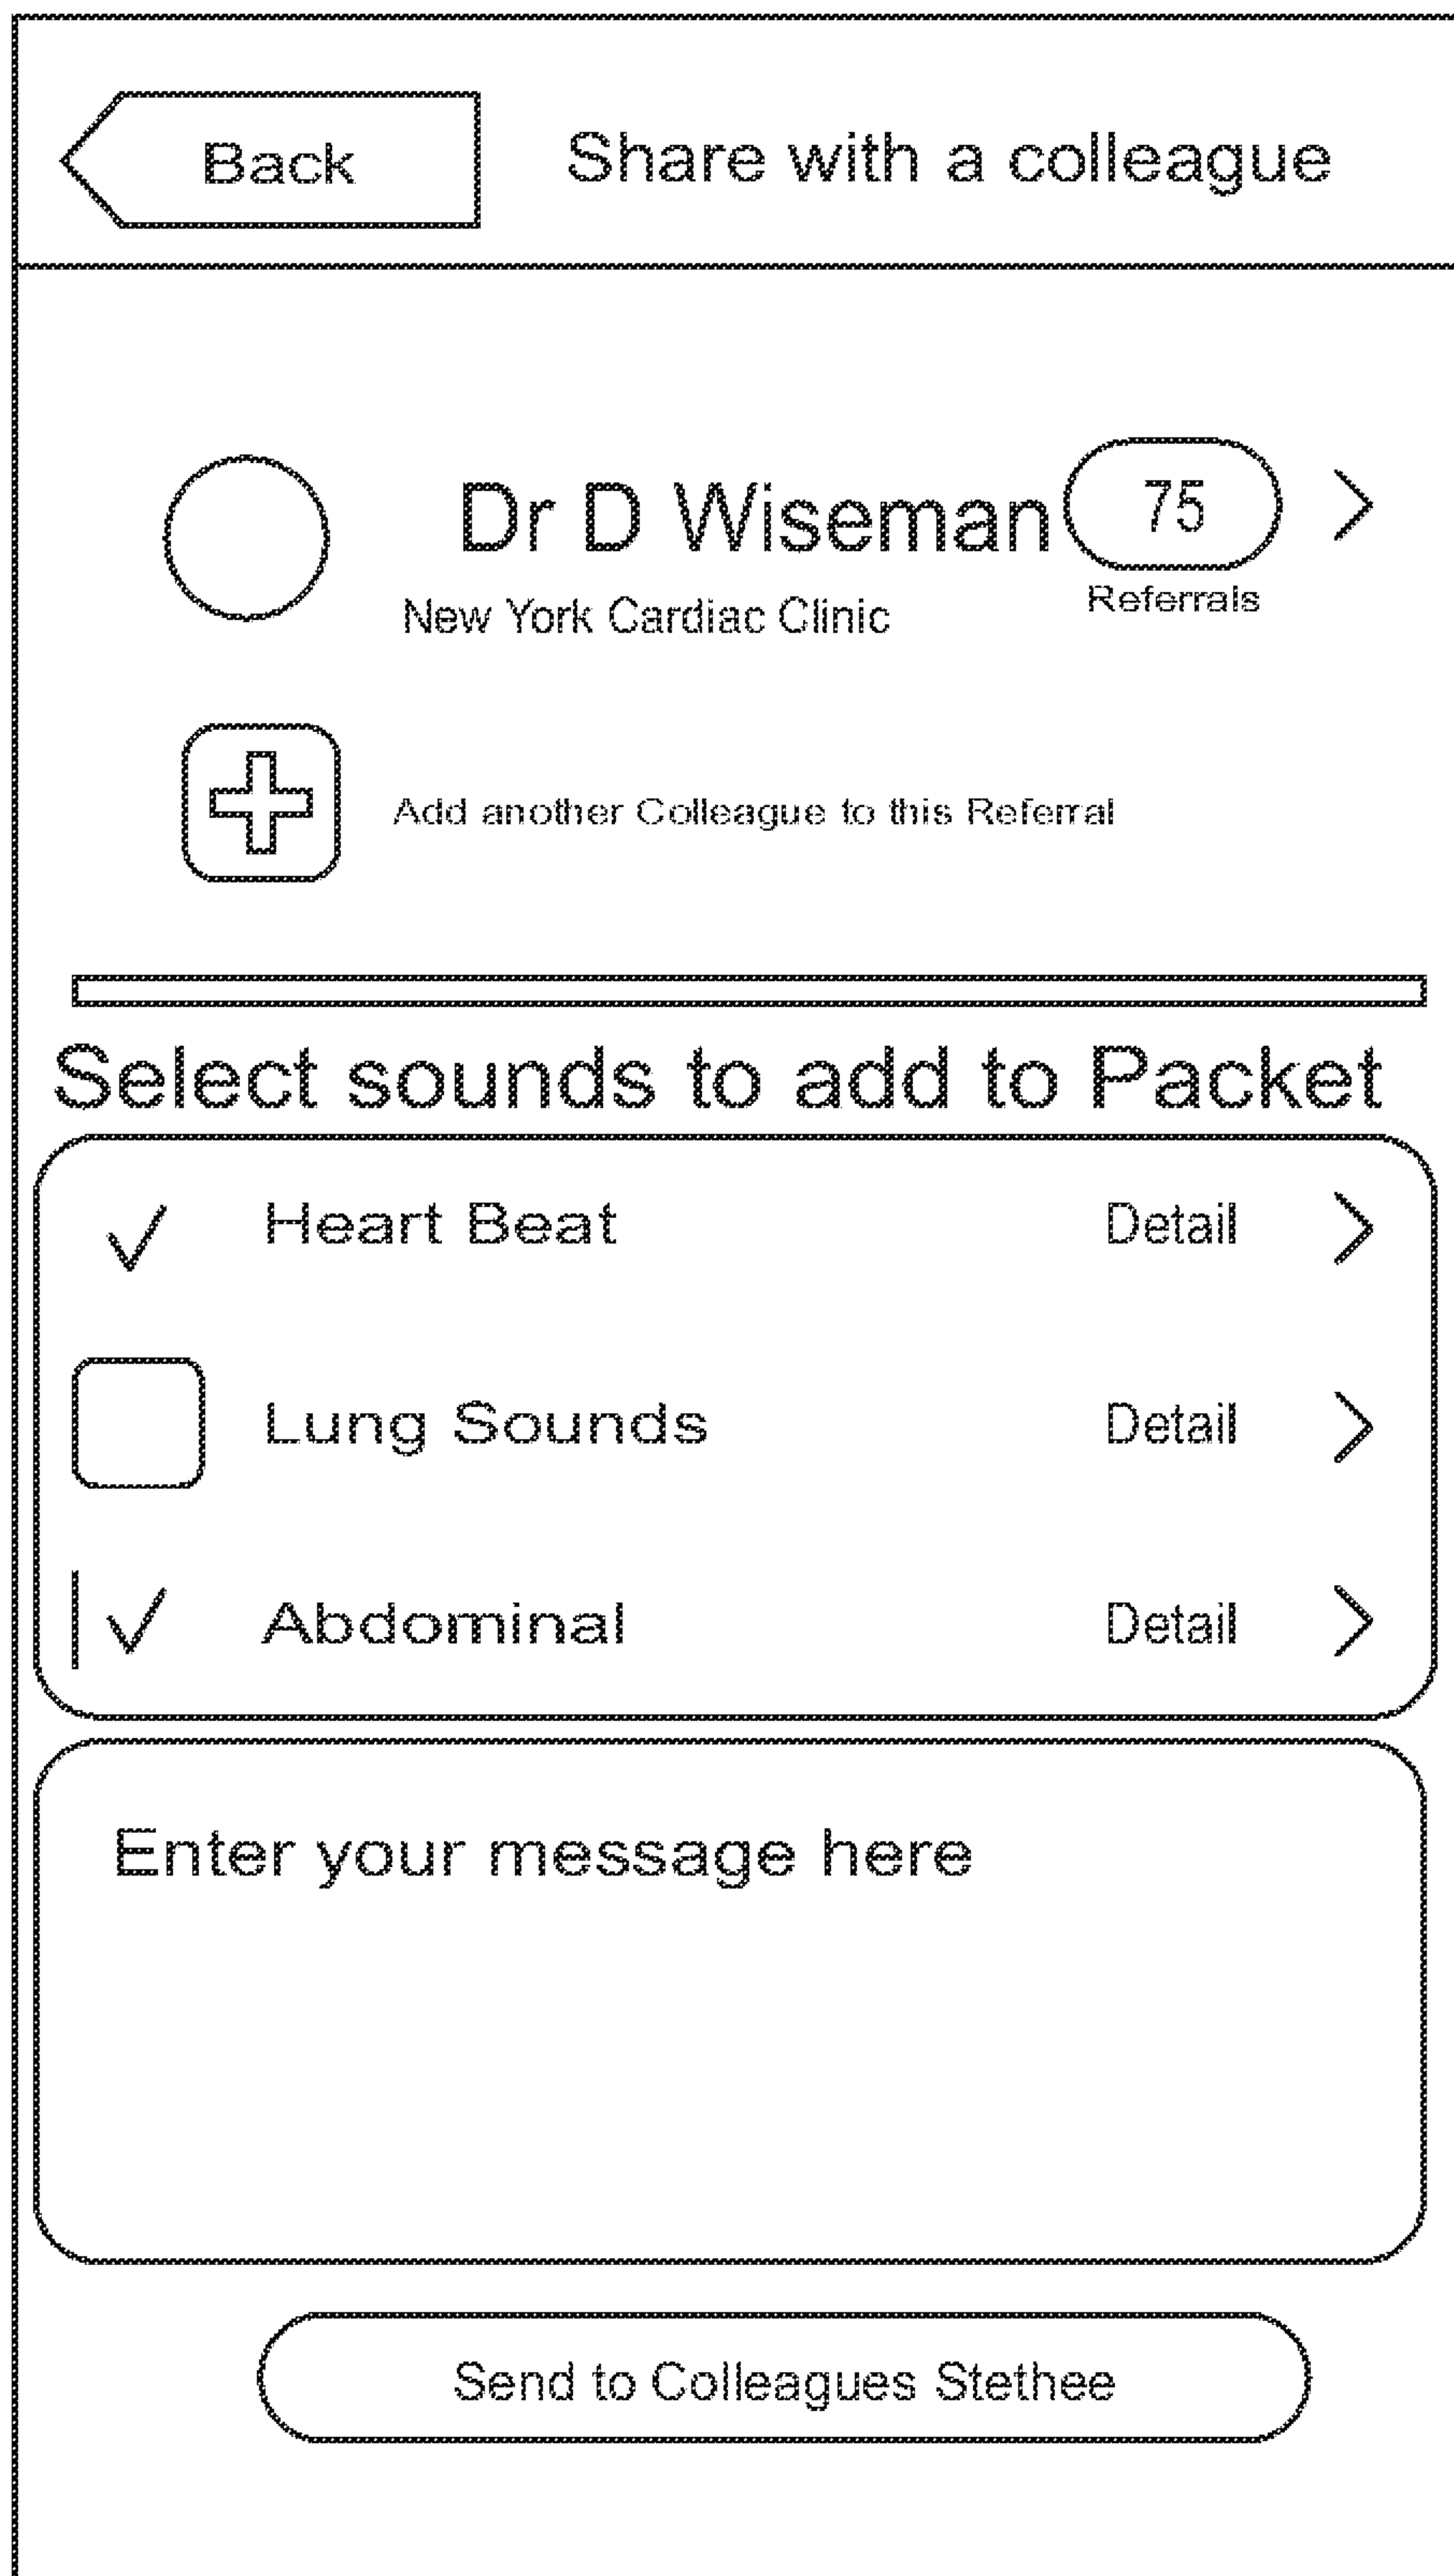 Back Share with a colleague
Dr D Wiseman 75
Referrals
New York Cardiac Clinic
Add another Colleague to this Referral
Select sounds to add to Packet
Heart Beat Detail
Lung Sounds Detail
Abdominal Detail
Enter your message here
Send to Colleagues Stethee